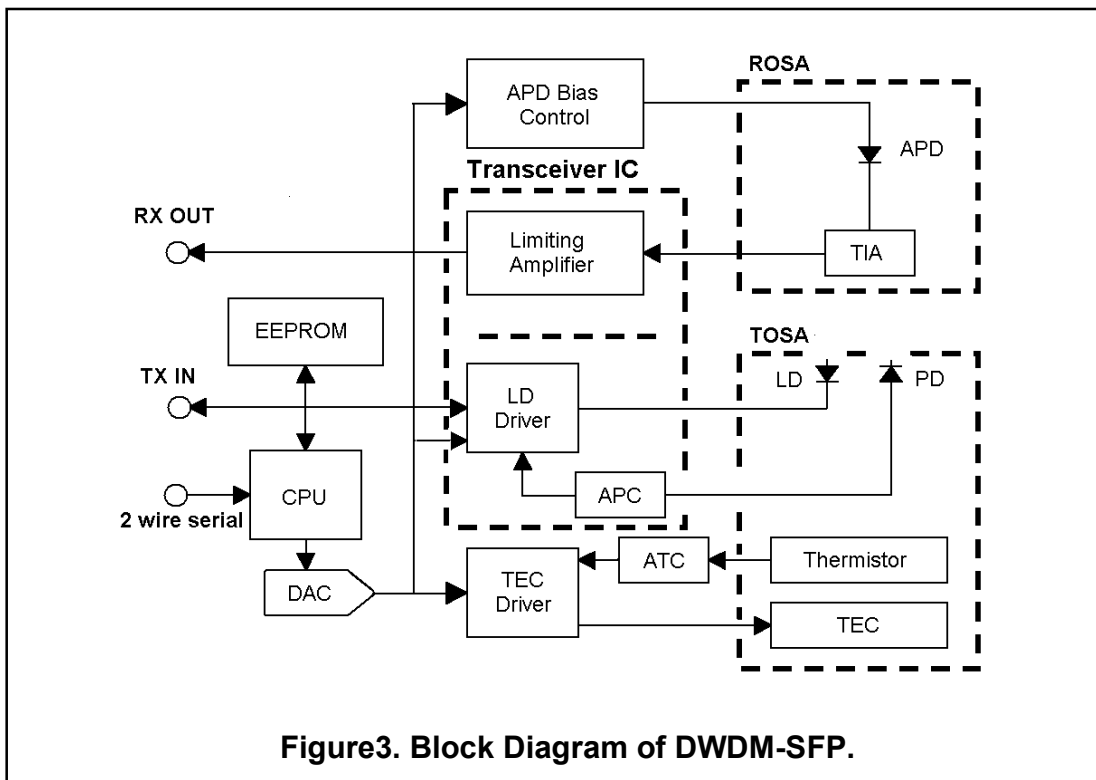 ROSA
APD Bias
Control
APD
Transceiver IC
RX OUT
Limiting
Amplifier
TIA
EEPROM
TOSA
TX IN
LD
PD
LD
Driver
CPU
APC
2 wire serial
ATC
Thermistor
TEC
Driver
DAC
TEC
Figure3. Block Diagram of DWDM-SFP.